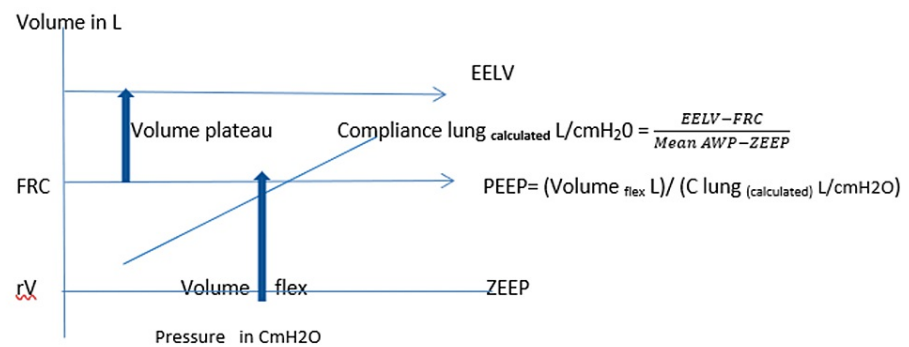 Volume in L
EELV
Volume plateau
Compliance lung calculated L/cmH20 = EELV−FRC
Mean AWP−ZEEP
FRC
PEEP= (Volume flex L)/ (C lung (calculated) L/cmH2O)
rV
Volume flex
ZEEP
Pressure in CmH2O